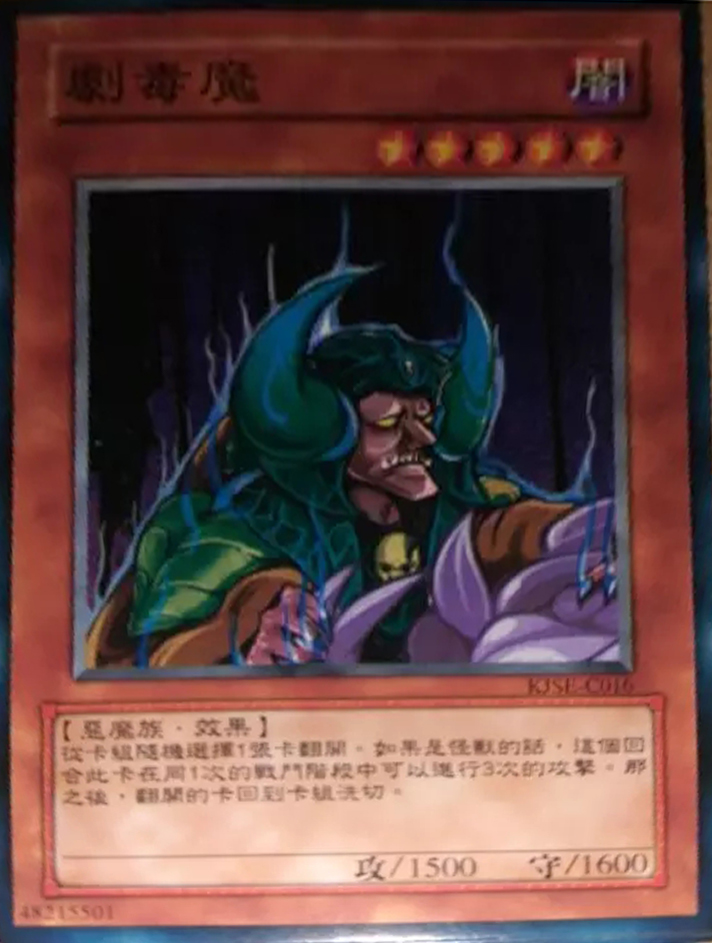 劇毒魔
闇
KJSE-C016
【惡魔族・效果】
從卡組隨機選擇1張卡翻開。如果是怪獸的話，這個回
合此卡在同1次的戰鬥階段中可以進行3次的攻擊。那
之後，翻開的卡回到卡組洗切。
攻/1500 守/1600
48215501